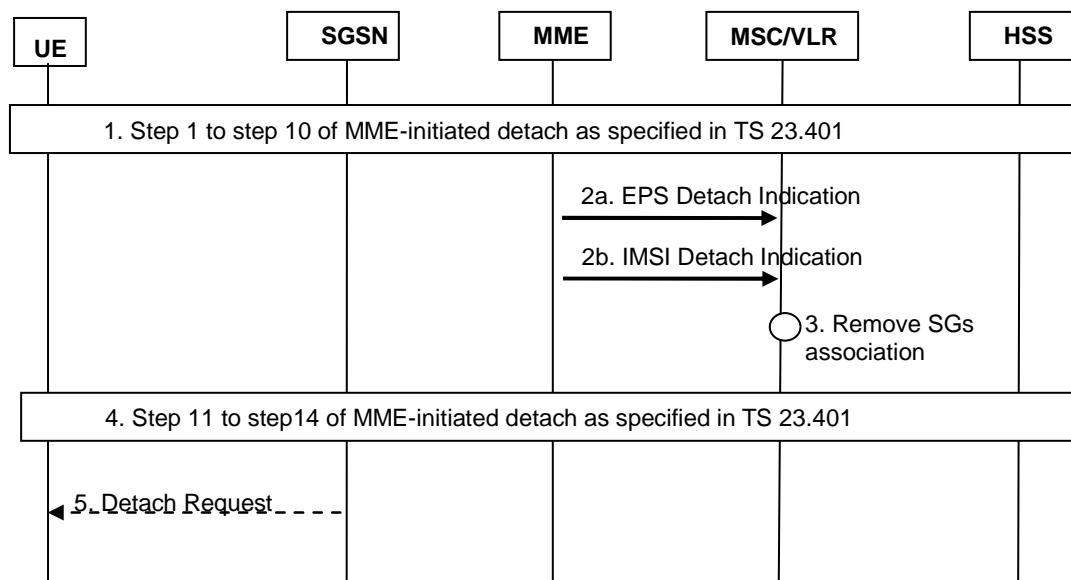 UE
SGSN
MME
MSC/VLR
HSS
1. Step 1 to step 10 of MME-initiated detach as specified in TS 23.401
2a. EPS Detach Indication
2b. IMSI Detach Indication
3. Remove SGs
association
4. Step 11 to step14 of MME-initiated detach as specified in TS 23.401
5. Detach Request